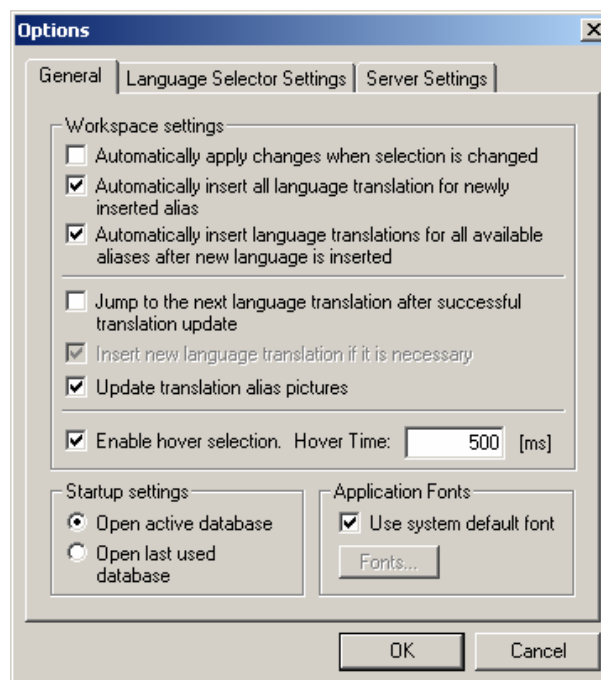 Options
General
Language Selector Settings
Server Settings
Workspace settings
Automatically apply changes when selection is changed
Automatically insert all language translation for newly
inserted alias
Automatically insert language translations for all available
aliases after new language is inserted
Jump to the next language translation after successful
translation update
Insert new language translation if it is necessary
Update translation alias pictures
Enable hover selection. Hover Time: 500 [ms]
Startup settings
Open active database
Open last used
database
Application Fonts
Use system default font
Fonts...
OK
Cancel